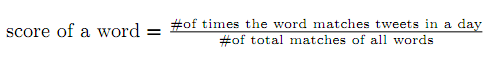 score of a word = #of times the word matches tweets in a day
#of total matches of all words